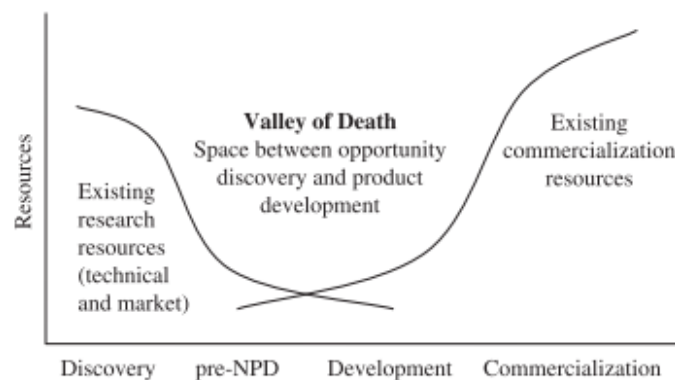 Resources
Valley of Death
Space between opportunity
discovery and product
development
Existing
commercialization
resources
Existing
research
resources
(technical
and market)
Discovery pre-NPD Development Commercialization